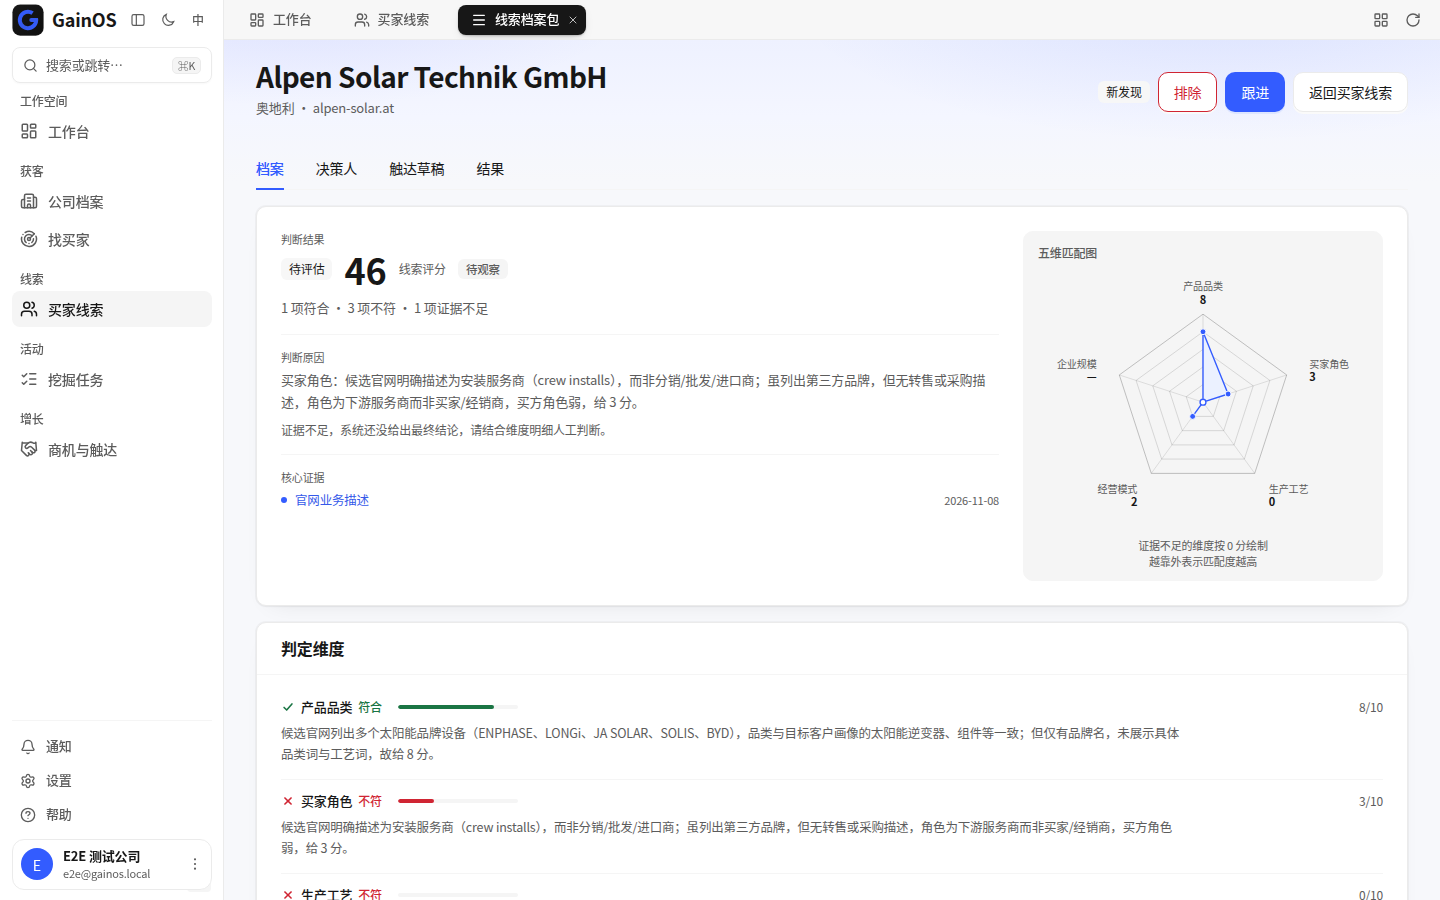 GainOS
中
搜索或跳转…
⌘K
工作空间
工作台
获客
公司档案
找买家
线索
买家线索
活动
挖掘任务
增长
商机与触达
通知
设置
帮助
E
E2E 测试公司
e2e@gainos.local
工作台
买家线索
线索档案包
Alpen Solar Technik GmbH
奥地利 · alpen-solar.at
新发现
排除
跟进
返回买家线索
档案
决策人
触达草稿
结果
判断结果
待评估 46 线索评分 待观察
1 项符合 · 3 项不符 · 1 项证据不足
判断原因
买家角色：候选官网明确描述为安装服务商（crew installs），而非分销/批发/进口商；虽列出第三方品牌，但无转售或采购描
述，角色为下游服务商而非买家/经销商，买方角色弱，给 3 分。
证据不足，系统还没给出最终结论，请结合维度明细人工判断。
核心证据
官网业务描述
2026-11-08
五维匹配图
产品品类
8
企业规模
—
买家角色
3
经营模式
2
生产工艺
0
证据不足的维度按 0 分绘制
越靠外表示匹配度越高
判定维度
产品品类 符合
8/10
候选官网列出多个太阳能品牌设备（ENPHASE、LONGi、JA SOLAR、SOLIS、BYD），品类与目标客户画像的太阳能逆变器、组件等一致；但仅有品牌名，未展示具体
品类词与工艺词，故给 8 分。
买家角色 不符
3/10
候选官网明确描述为安装服务商（crew installs），而非分销/批发/进口商；虽列出第三方品牌，但无转售或采购描述，角色为下游服务商而非买家/经销商，买方角色
弱，给 3 分。
生产工艺 不符
0/10